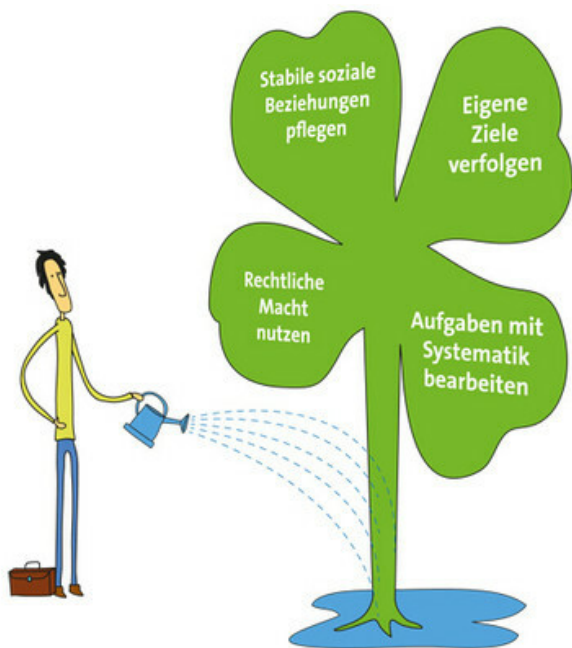 Stabile soziale
Beziehungen
pflegen
Eigene
Ziele
verfolgen
Rechtliche
Macht
nutzen
Aufgaben mit
Systematik
bearbeiten